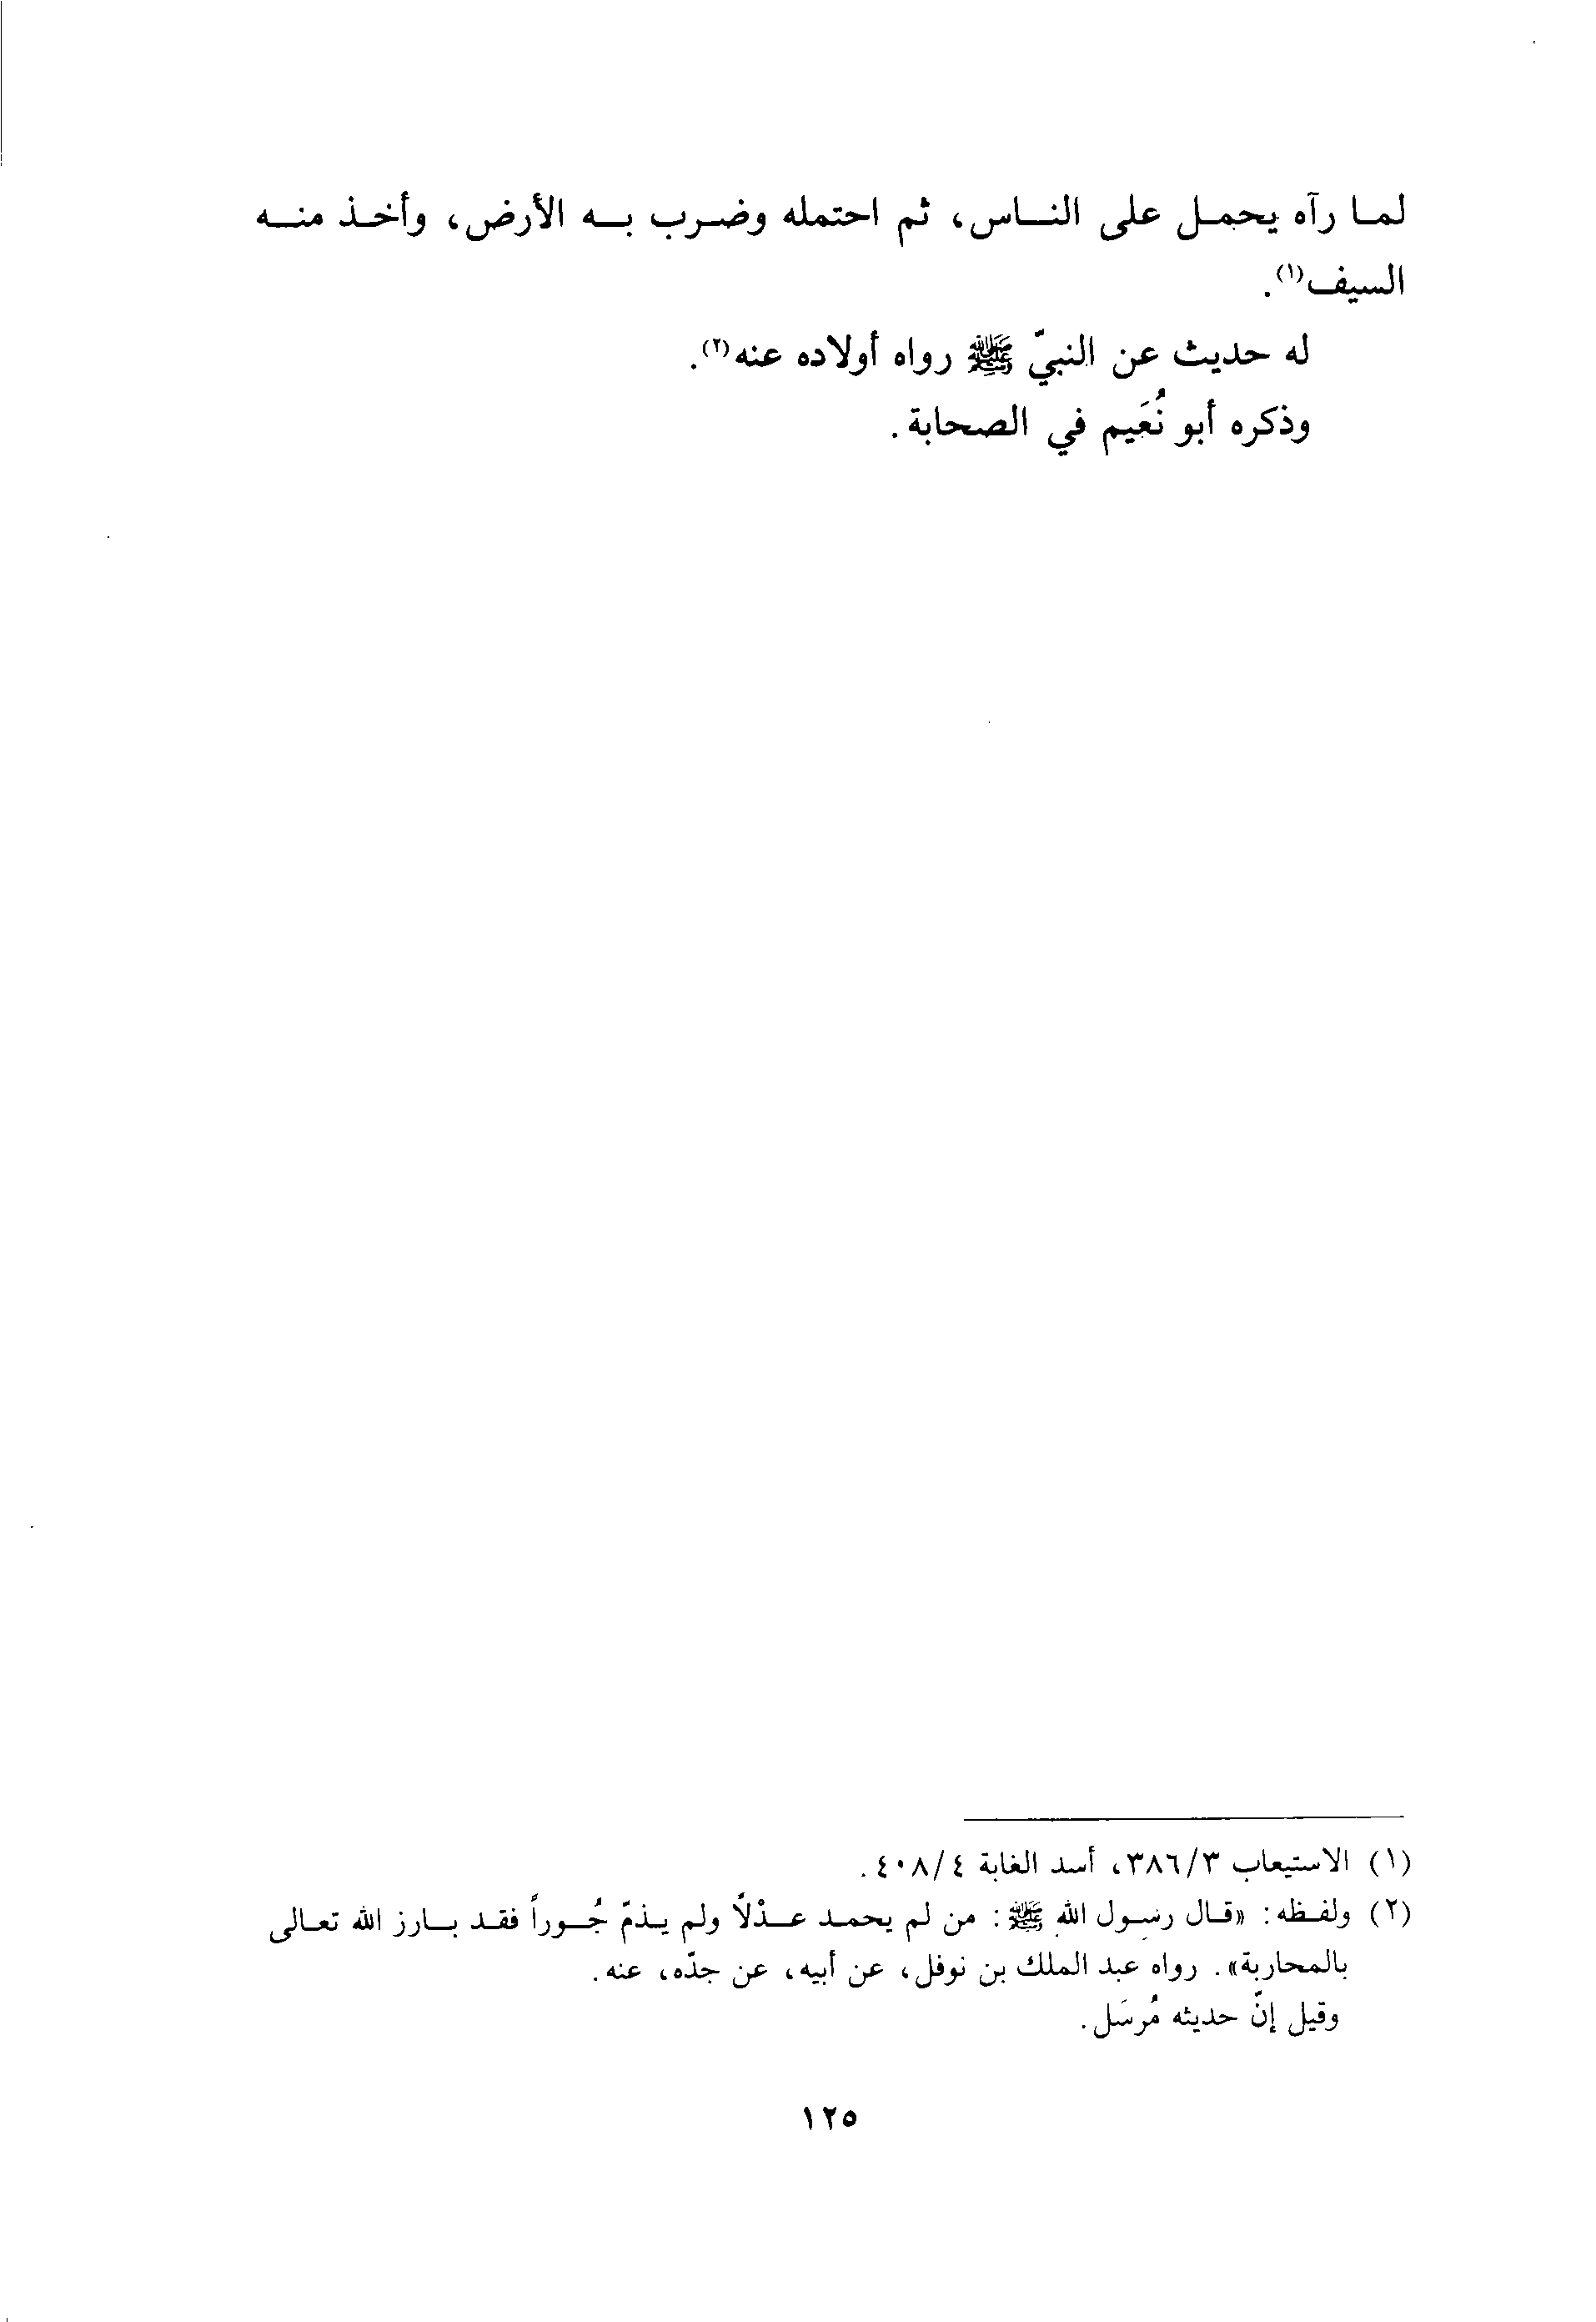 لما رآه يحمل على الناس، ثم احتمله وضرب به الأرض، وأخذ منه
السيف(١).
له حديث عن النبيّ ﷺ رواه أولاده عنه(٢).
وذكره أبو نُعَيم في الصحابة.
(١) الاستيعاب ٣/٣٨٦، أسد الغابة ٤/٤٠٨.
(٢) ولفظه: «قال رسول الله ﷺ: من لم يحمد عَذْلاً ولم يذمّ جُوراً فقد بارز الله تعالى
بالمحاربة». رواه عبد الملك بن نوفل، عن أبيه، عن جدّه، عنه.
وقيل إنّ حديثه مُرسَل.
١٢٥